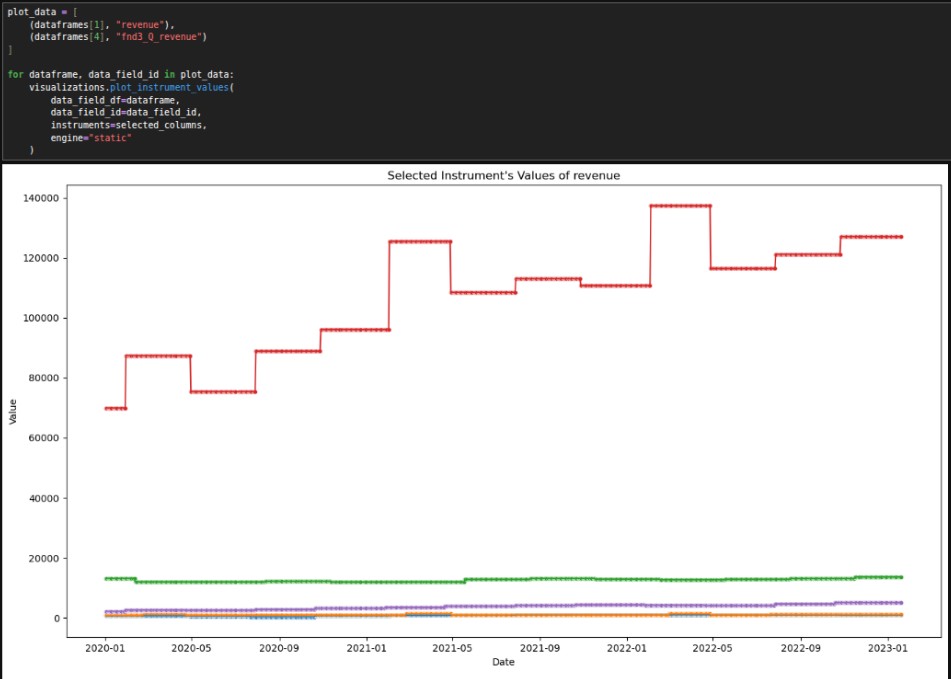 plot_data = [
    (dataframes[1], "revenue"),
    (dataframes[4], "fnd3_Q_revenue")
]
for dataframe, data_field_id in plot_data:
    visualizations.plot_instrument_values(
        data_field_df=dataframe,
        data_field_id=data_field_id,
        instruments=selected_columns,
        engine="static"
    )
Selected Instrument's Values of revenue
140000
120000
100000
80000
60000
40000
20000
0
Value
2020-01 2020-05 2020-09 2021-01 2021-05 2021-09 2022-01 2022-05 2022-09 2023-01
Date